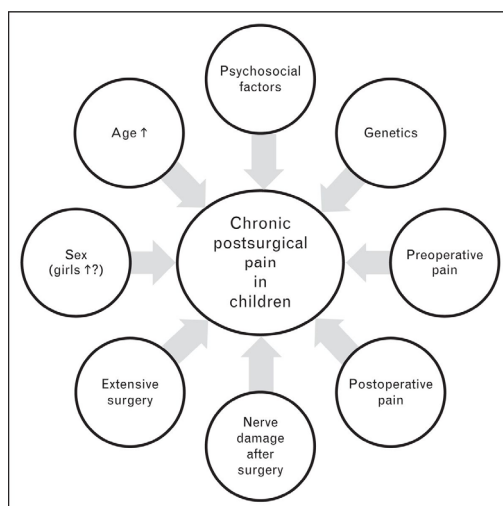 Psychosocial
factors
Genetics
Preoperative
pain
Postoperative
pain
Nerve
damage
after
surgery
Extensive
surgery
Sex
(girls ↑?)
Age ↑
Chronic
postsurgical
pain
in
children